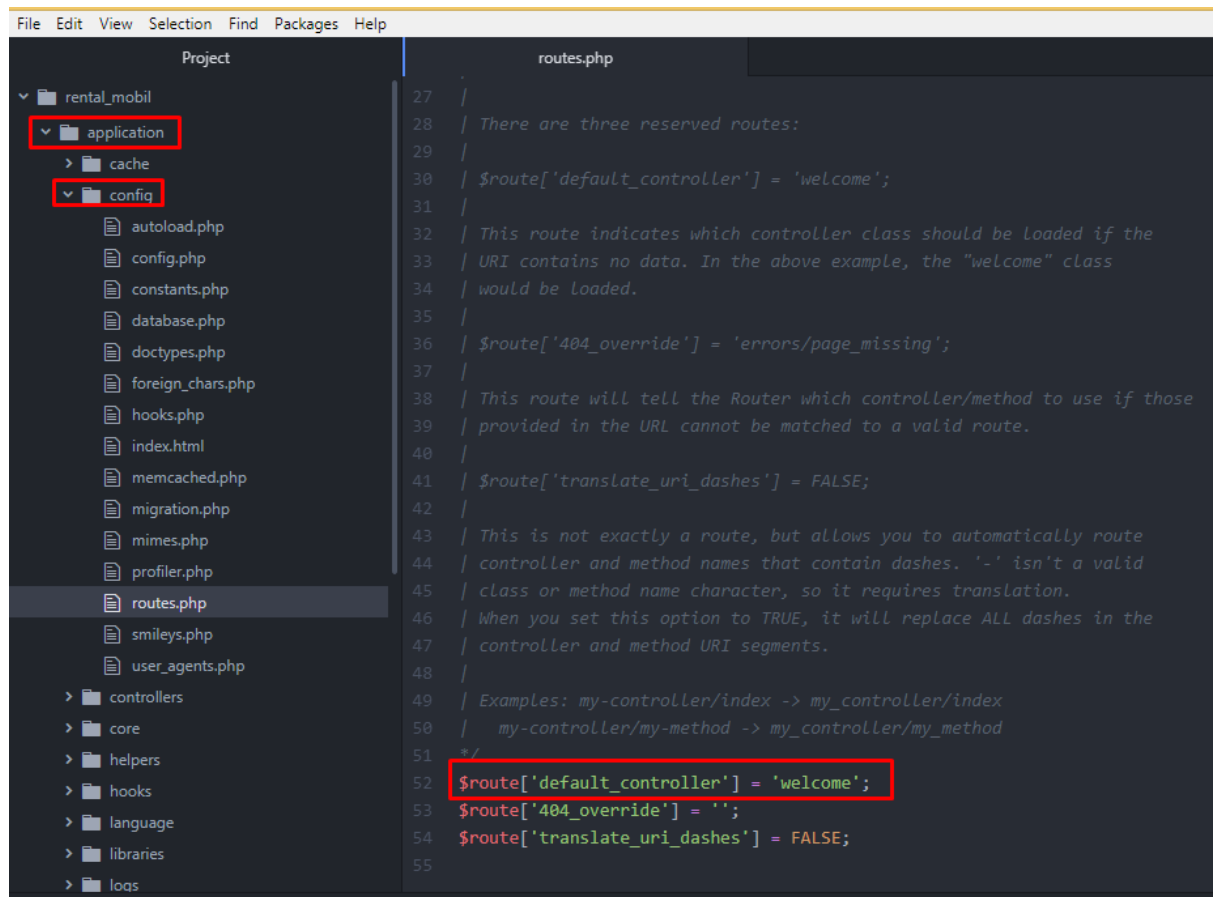 File Edit View Selection Find Packages Help
Project
rental_mobil
application
cache
config
autoload.php
config.php
constants.php
database.php
doctypes.php
foreign_chars.php
hooks.php
index.html
memcached.php
migration.php
mimes.php
profiler.php
routes.php
smileys.php
user_agents.php
controllers
core
helpers
hooks
language
libraries
logs
routes.php
27 |
28 | There are three reserved routes:
29 |
30 | $route['default_controller'] = 'welcome';
31 |
32 | This route indicates which controller class should be loaded if the
33 | URI contains no data. In the above example, the "welcome" class
34 | would be loaded.
35 |
36 | $route['404_override'] = 'errors/page_missing';
37 |
38 | This route will tell the Router which controller/method to use if those
39 | provided in the URL cannot be matched to a valid route.
40 |
41 | $route['translate_uri_dashes'] = FALSE;
42 |
43 | This is not exactly a route, but allows you to automatically route
44 | controller and method names that contain dashes. '-' isn't a valid
45 | class or method name character, so it requires translation.
46 | When you set this option to TRUE, it will replace ALL dashes in the
47 | controller and method URI segments.
48 |
49 | Examples: my-controller/index -> my_controller/index
50 |   my-controller/my-method -> my_controller/my_method
51 */
52 $route['default_controller'] = 'welcome';
53 $route['404_override'] = '';
54 $route['translate_uri_dashes'] = FALSE;
55